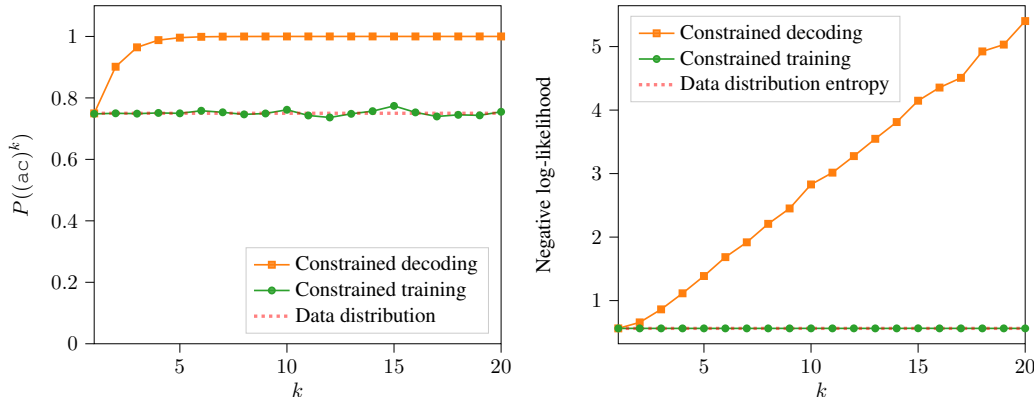 P((ac)^k)
1
0.8
0.6
0.4
0.2
0
Constrained decoding
Constrained training
Data distribution
5
10
15
20
k
Negative log-likelihood
5
4
3
2
1
Constrained decoding
Constrained training
Data distribution entropy
5
10
15
20
k